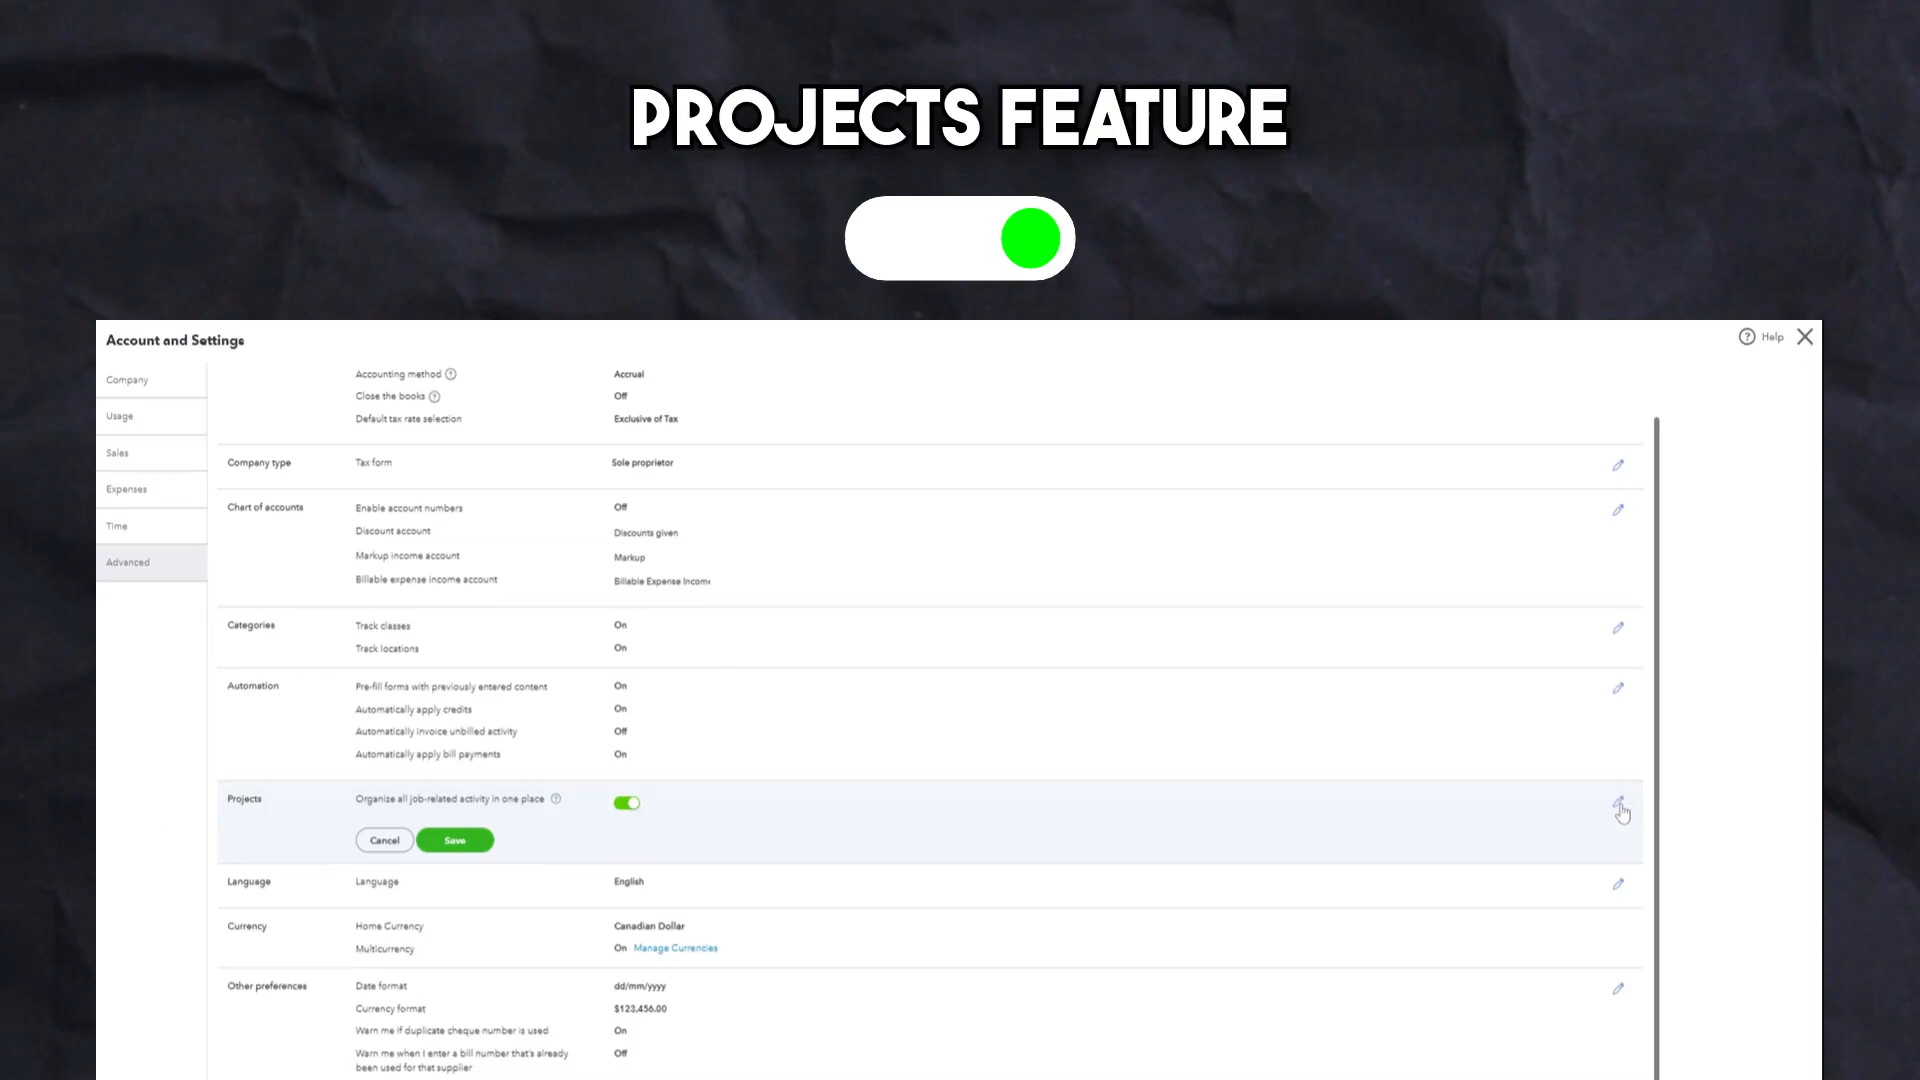 PROJECTS FEATURE
Account and Settings
? Help
Company
Usage
Sales
Expenses
Time
Advanced
Accounting method ? Accrual
Close the books ? Off
Default tax rate selection Exclusive of Tax
Company type Tax form Sole proprietor
Chart of accounts Enable account numbers Off
Discount account Discounts given
Markup income account Markup
Billable expense income account Billable Expense Income
Categories Track classes On
Track locations On
Automation Pre-fill forms with previously entered content On
Automatically apply credits On
Automatically invoice unbilled activity Off
Automatically apply bill payments On
Projects Organize all job-related activity in one place ?
Cancel Save
Language Language English
Currency Home Currency Canadian Dollar
Multicurrency On Manage Currencies
Other preferences Date format dd/mm/yyyy
Currency format $123,456.00
Warn me if duplicate cheque number is used On
Warn me when I enter a bill number that's already Off
been used for that supplier